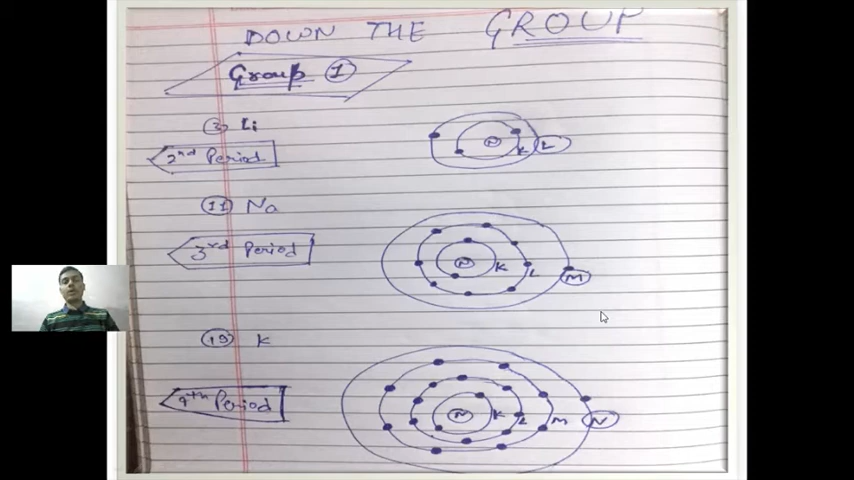 DOWN THE GROUP
Group 1
3 Li
2nd Period
N K L
11 Na
3rd Period
N K L M
19 K
4th Period
N K L M N